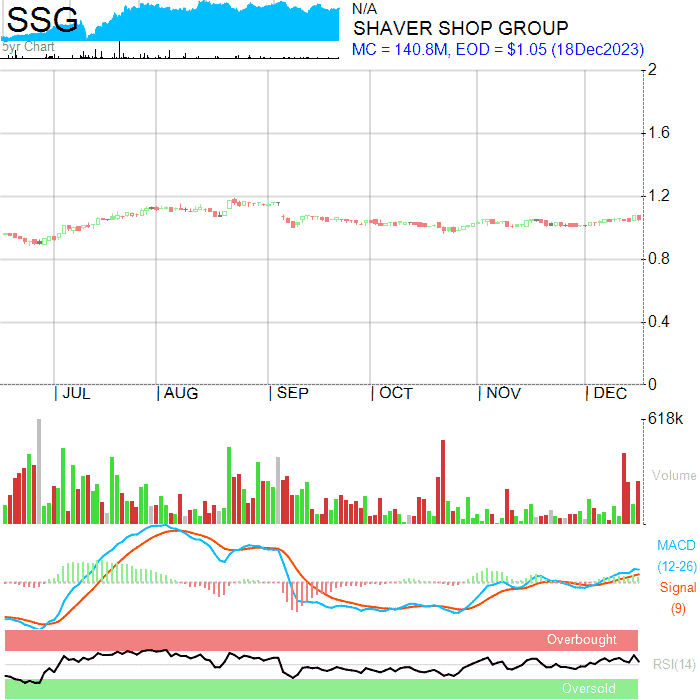 SSG
5yr Chart
N/A
SHAVER SHOP GROUP
MC = 140.8M, EOD = $1.05 (18Dec2023)
2
1.6
1.2
0.8
0.4
0
JUL AUG SEP OCT NOV DEC
618k
Volume
MACD
(12-26)
Signal
(9)
Overbought
RSI(14)
Oversold